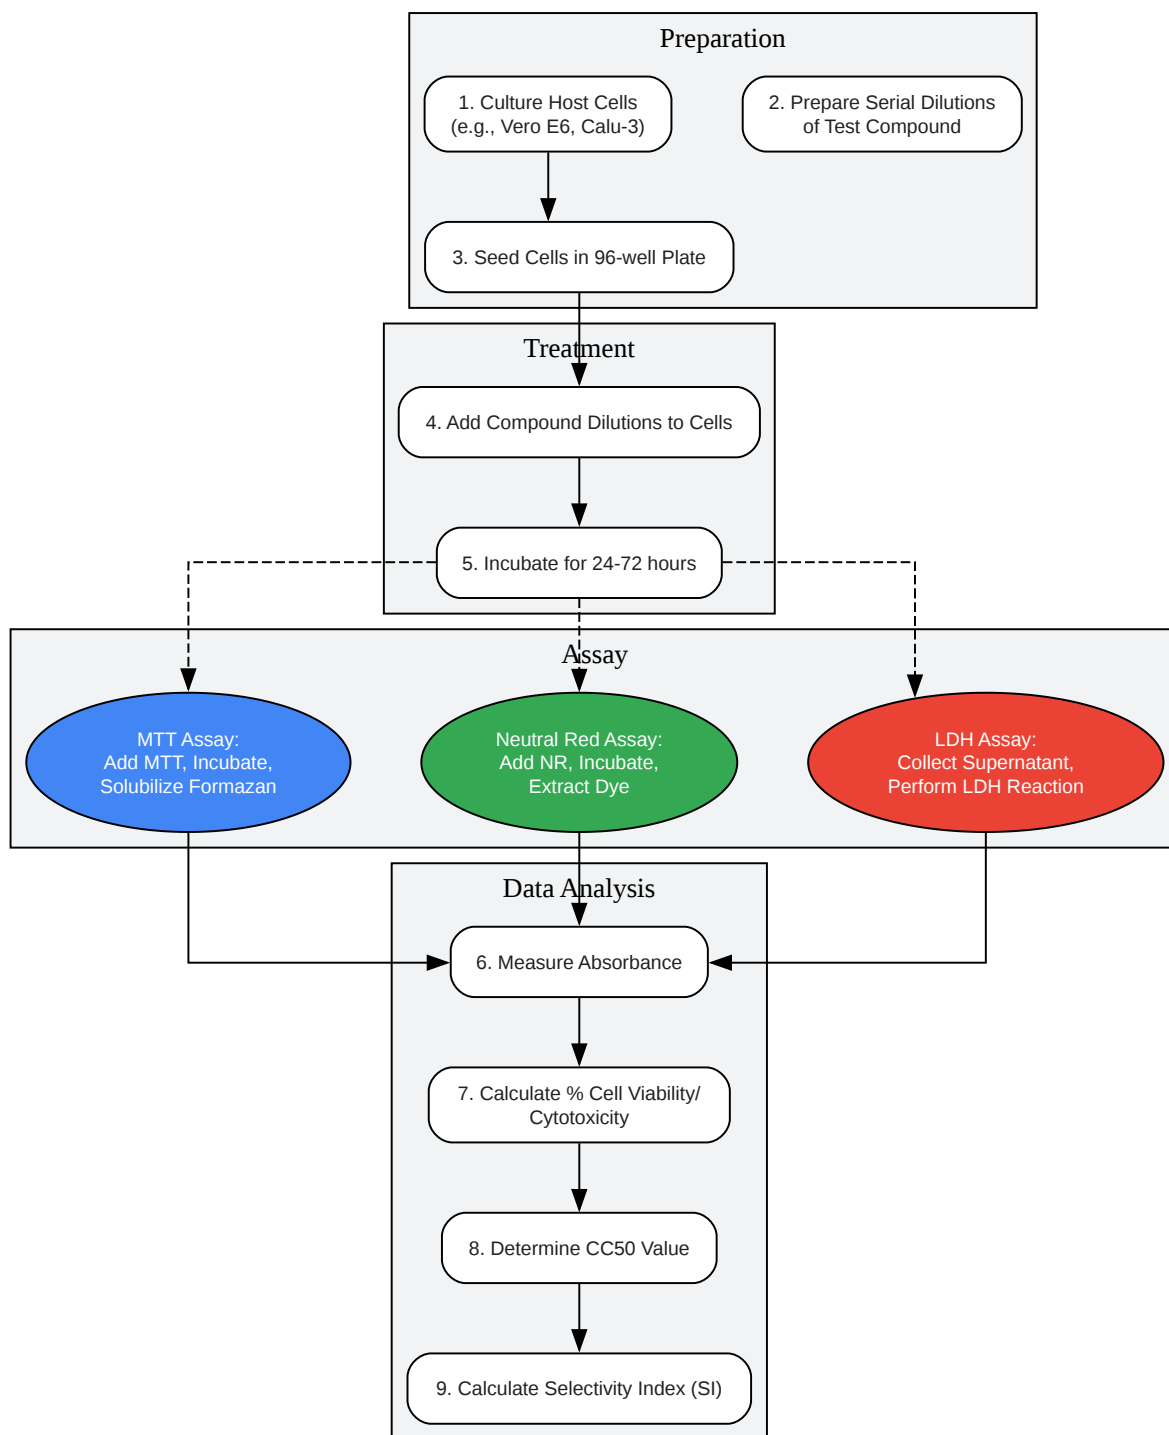 Preparation
1. Culture Host Cells
(e.g., Vero E6, Calu-3)
2. Prepare Serial Dilutions
of Test Compound
3. Seed Cells in 96-well Plate
Treatment
4. Add Compound Dilutions to Cells
5. Incubate for 24-72 hours
Assay
MTT Assay:
Add MTT, Incubate,
Solubilize Formazan
Neutral Red Assay:
Add NR, Incubate,
Extract Dye
LDH Assay:
Collect Supernatant,
Perform LDH Reaction
Data Analysis
6. Measure Absorbance
7. Calculate % Cell Viability/
Cytotoxicity
8. Determine CC50 Value
9. Calculate Selectivity Index (SI)